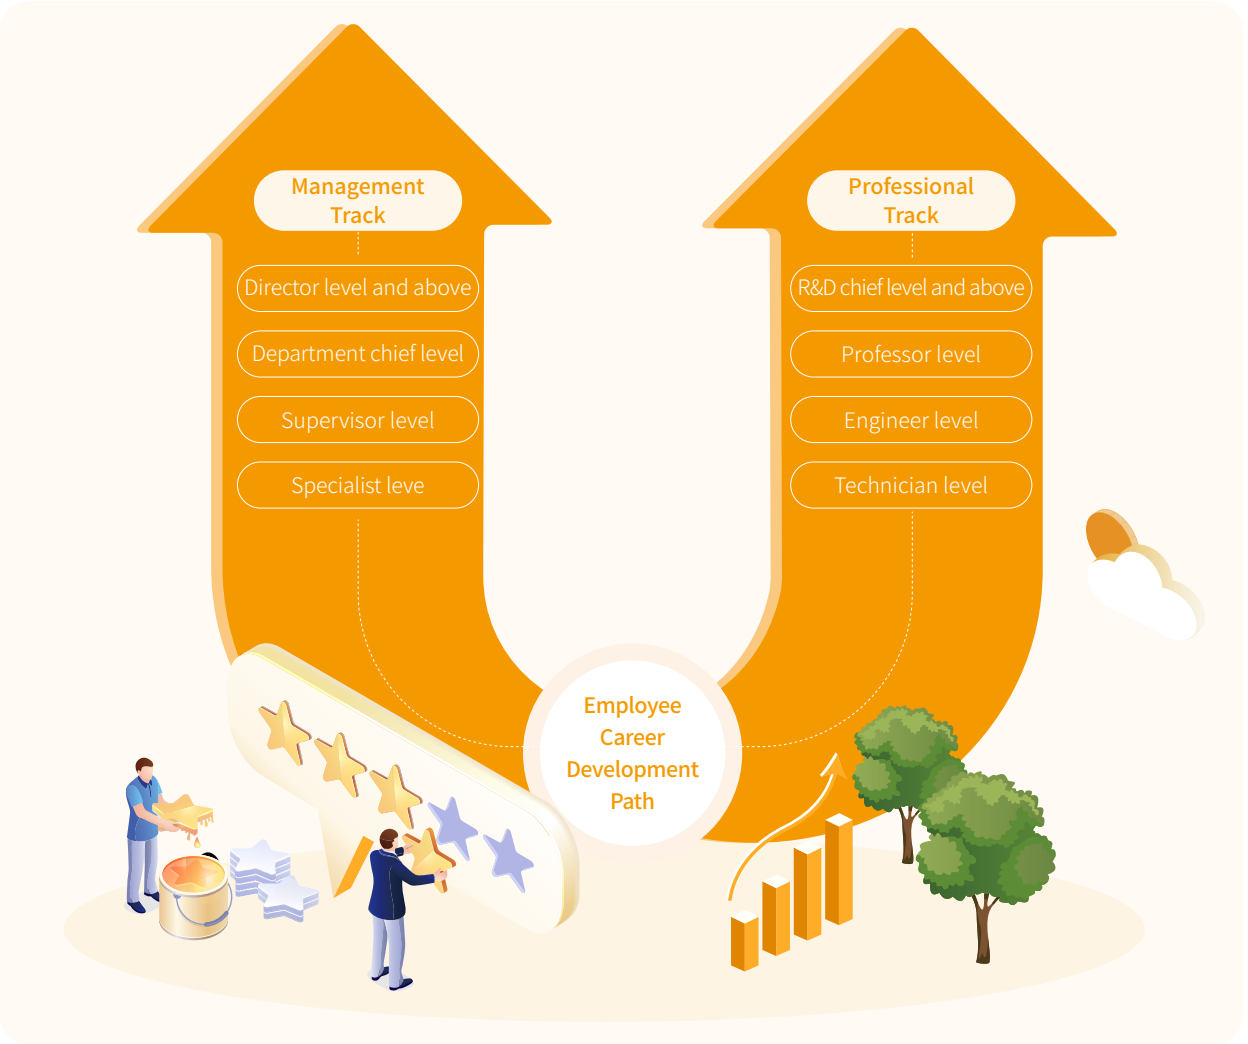 Management
Track
Director level and above
Department chief level
Supervisor level
Specialist leve
Professional
Track
R&D chief level and above
Professor level
Engineer level
Technician level
Employee
Career
Development
Path